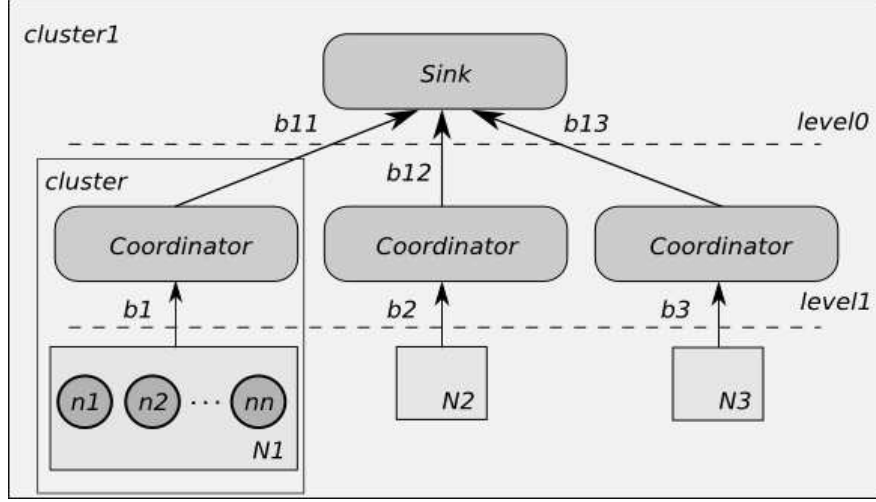 cluster1
Sink
b11
b13
level0
b12
cluster
Coordinator
Coordinator
Coordinator
b1
b2
b3
level1
n1
n2
...
nn
N1
N2
N3